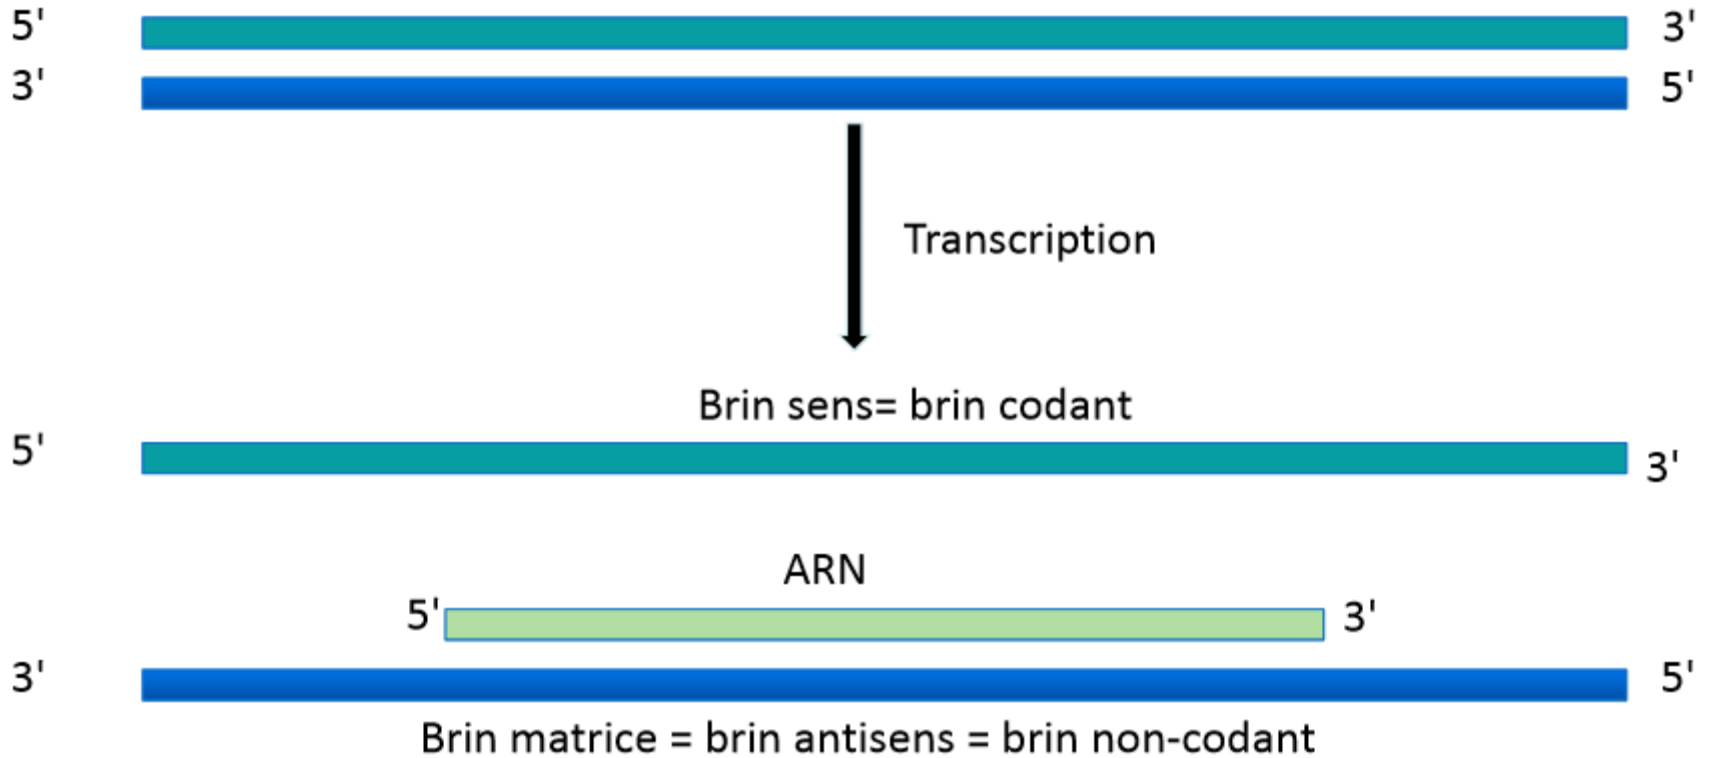 5' 3'
3' 5'
Transcription
Brin sens= brin codant
5' 3'
ARN
5' 3'
3' 5'
Brin matrice = brin antisens = brin non-codant